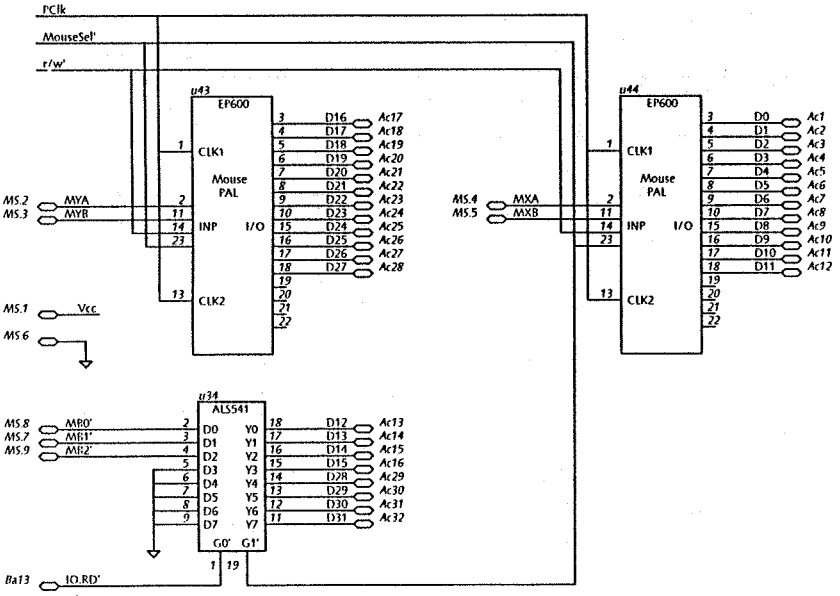 PClk
MouseSel'
r/w'
u43
EP600
CLK1
Mouse
PAL
INP I/O
CLK2
1
2
11
14
23
13
3 D16 Ac17
4 D17 Ac18
5 D18 Ac19
6 D19 Ac20
7 D20 Ac21
8 D21 Ac22
9 D22 Ac23
10 D23 Ac24
15 D24 Ac25
16 D25 Ac26
17 D26 Ac27
18 D27 Ac28
19
20
21
22
MS.2 MYA
MS.3 MYB
MS.1 Vcc
MS.6
u44
EP600
CLK1
Mouse
PAL
INP I/O
CLK2
1
2
11
14
23
13
3 D0 Ac1
4 D1 Ac2
5 D2 Ac3
6 D3 Ac4
7 D4 Ac5
8 D5 Ac6
9 D6 Ac7
10 D7 Ac8
15 D8 Ac9
16 D9 Ac10
17 D10 Ac11
18 D11 Ac12
19
20
21
22
MS.4 MXA
MS.5 MXB
u34
ALS541
MS.8 MB0' 2 D0 Y0 18 D12 Ac13
MS.7 MB1' 3 D1 Y1 17 D13 Ac14
MS.9 MB2' 4 D2 Y2 16 D14 Ac15
5 D3 Y3 15 D15 Ac16
6 D4 Y4 14 D28 Ac29
7 D5 Y5 13 D29 Ac30
8 D6 Y6 12 D30 Ac31
9 D7 Y7 11 D31 Ac32
G0' G1'
1 19
Ba13 IO.RD'